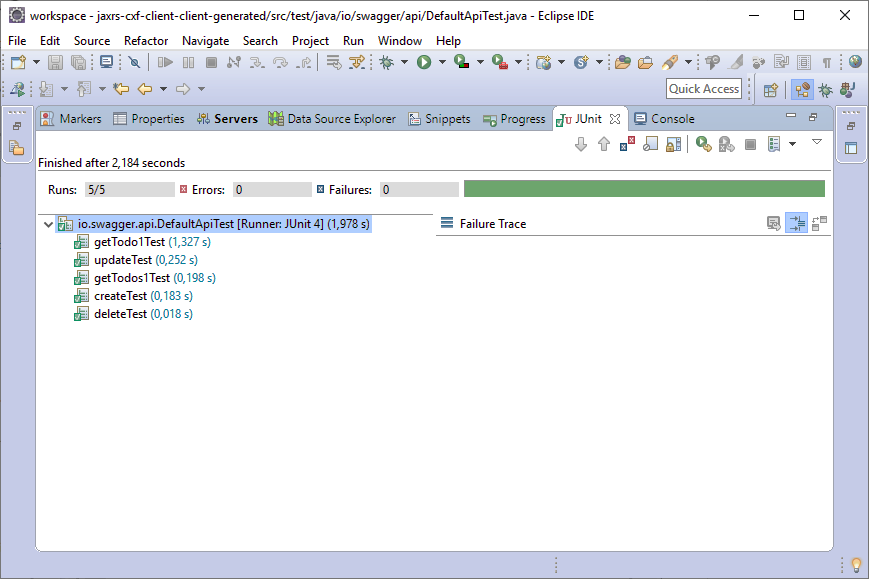 workspace - jaxrs-cxf-client-client-generated/src/test/java/io/swagger/api/DefaultApiTest.java - Eclipse IDE
File Edit Source Refactor Navigate Search Project Run Window Help
Quick Access
Markers Properties Servers Data Source Explorer Snippets Progress JUnit Console
Finished after 2,184 seconds
Runs: 5/5 Errors: 0 Failures: 0
io.swagger.api.DefaultApiTest [Runner: JUnit 4] (1,978 s)
Failure Trace
getTodo1Test (1,327 s)
updateTest (0,252 s)
getTodos1Test (0,198 s)
createTest (0,183 s)
deleteTest (0,018 s)